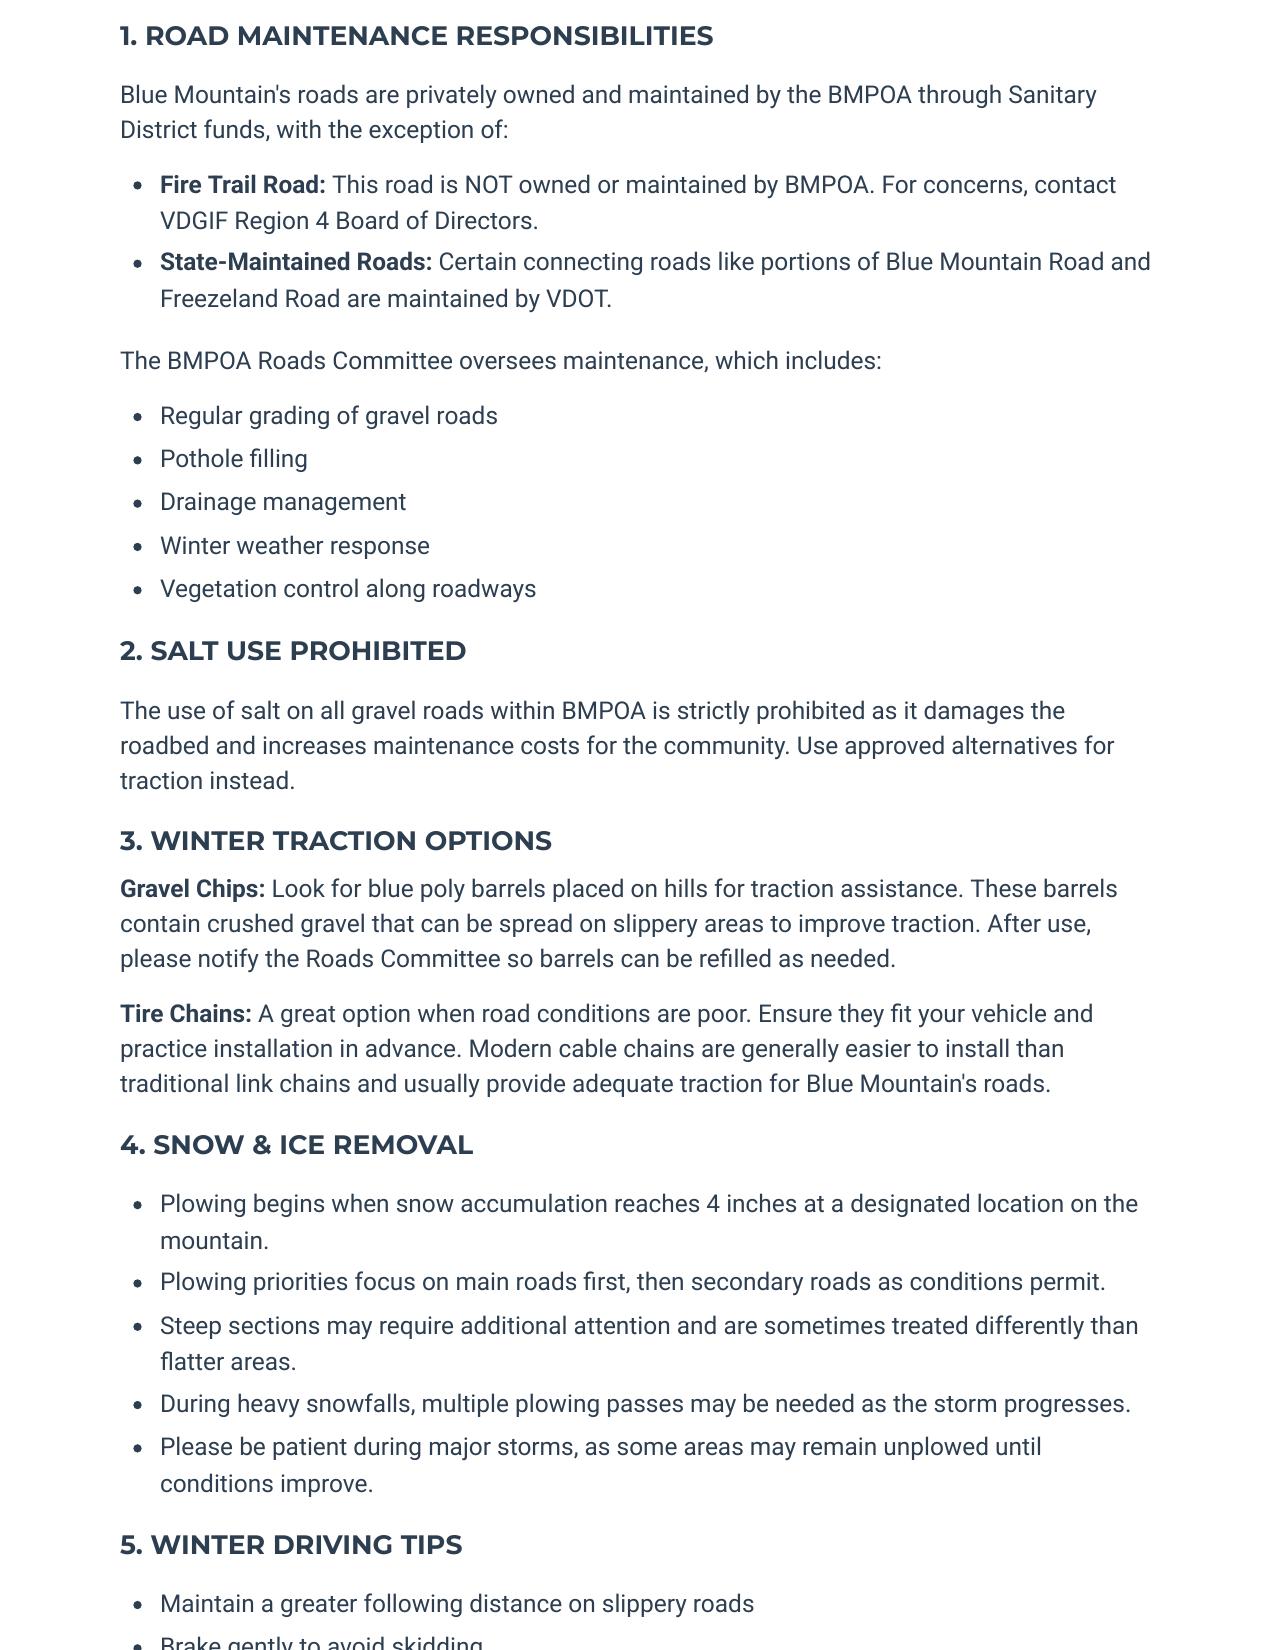 1. ROAD MAINTENANCE RESPONSIBILITIES
Blue Mountain's roads are privately owned and maintained by the BMPOA through Sanitary
District funds, with the exception of:
• Fire Trail Road: This road is NOT owned or maintained by BMPOA. For concerns, contact
VDGIF Region 4 Board of Directors.
• State-Maintained Roads: Certain connecting roads like portions of Blue Mountain Road and
Freezeland Road are maintained by VDOT.
The BMPOA Roads Committee oversees maintenance, which includes:
• Regular grading of gravel roads
• Pothole filling
• Drainage management
• Winter weather response
• Vegetation control along roadways
2. SALT USE PROHIBITED
The use of salt on all gravel roads within BMPOA is strictly prohibited as it damages the
roadbed and increases maintenance costs for the community. Use approved alternatives for
traction instead.
3. WINTER TRACTION OPTIONS
Gravel Chips: Look for blue poly barrels placed on hills for traction assistance. These barrels
contain crushed gravel that can be spread on slippery areas to improve traction. After use,
please notify the Roads Committee so barrels can be refilled as needed.
Tire Chains: A great option when road conditions are poor. Ensure they fit your vehicle and
practice installation in advance. Modern cable chains are generally easier to install than
traditional link chains and usually provide adequate traction for Blue Mountain's roads.
4. SNOW & ICE REMOVAL
• Plowing begins when snow accumulation reaches 4 inches at a designated location on the
mountain.
• Plowing priorities focus on main roads first, then secondary roads as conditions permit.
• Steep sections may require additional attention and are sometimes treated differently than
flatter areas.
• During heavy snowfalls, multiple plowing passes may be needed as the storm progresses.
• Please be patient during major storms, as some areas may remain unplowed until
conditions improve.
5. WINTER DRIVING TIPS
• Maintain a greater following distance on slippery roads
• Brake gently to avoid skidding